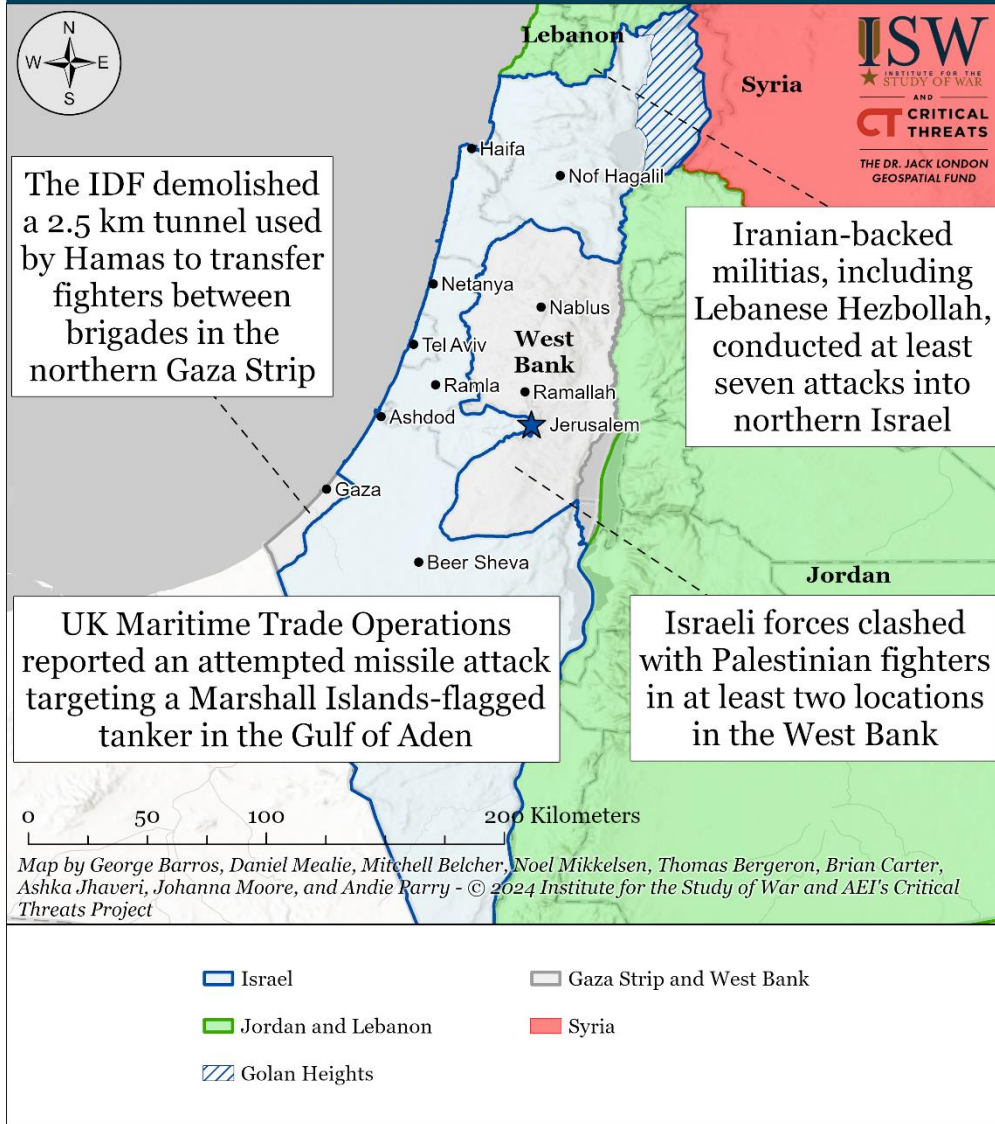 N
W E
S
Lebanon
Syria
ISW
INSTITUTE FOR THE
STUDY OF WAR
AND
CT CRITICAL
THREATS
THE DR. JACK LONDON
GEOSPATIAL FUND
Haifa
Nof Hagalil
The IDF demolished
a 2.5 km tunnel used
by Hamas to transfer
fighters between
brigades in the
northern Gaza Strip
Iranian-backed
militias, including
Lebanese Hezbollah,
conducted at least
seven attacks into
northern Israel
Netanya
Nablus
West
Bank
Tel Aviv
Ramla
Ramallah
Ashdod
Jerusalem
Gaza
Beer Sheva
Jordan
UK Maritime Trade Operations
reported an attempted missile attack
targeting a Marshall Islands-flagged
tanker in the Gulf of Aden
Israeli forces clashed
with Palestinian fighters
in at least two locations
in the West Bank
0 50 100 200 Kilometers
Map by George Barros, Daniel Mealie, Mitchell Belcher, Noel Mikkelsen, Thomas Bergeron, Brian Carter,
Ashka Jhaveri, Johanna Moore, and Andie Parry - © 2024 Institute for the Study of War and AEI's Critical
Threats Project
Israel
Gaza Strip and West Bank
Jordan and Lebanon
Syria
Golan Heights